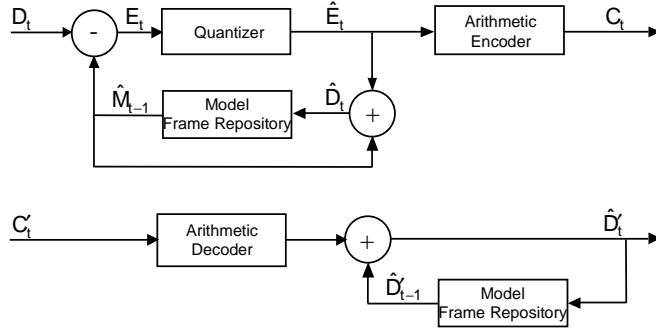 D_t
-
E_t
Quantizer
Ê_t
Arithmetic
Encoder
C_t
M̂_{t-1}
Model
Frame Repository
D̂_t
+
C'_t
Arithmetic
Decoder
+
D̂'_t
D̂'_{t-1}
Model
Frame Repository